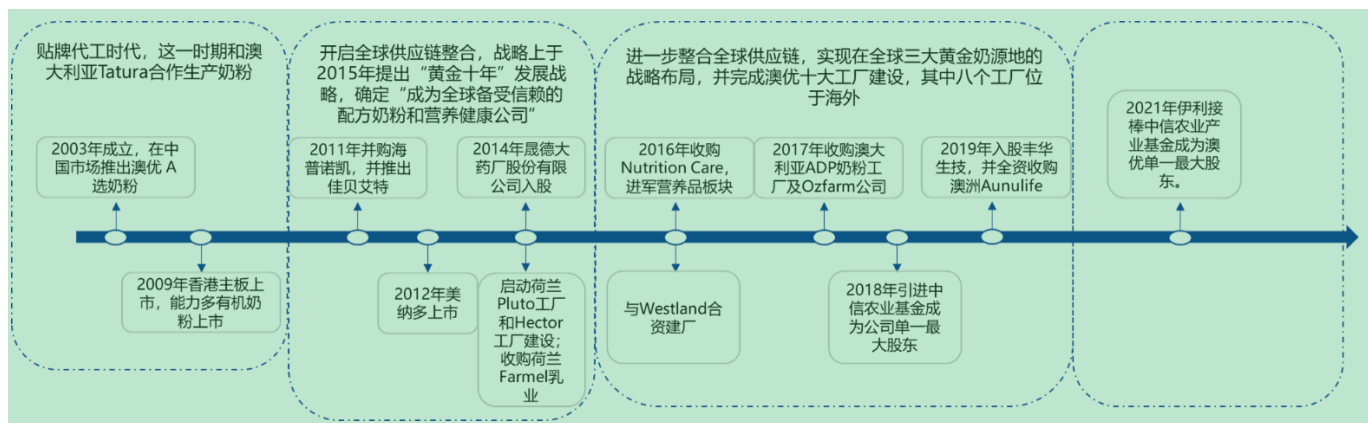 贴牌代工时代，这一时期和澳
大利亚Tatura合作生产奶粉
开启全球供应链整合，战略上于
2015年提出“黄金十年”发展战
略，确定“成为全球备受信赖的
配方奶粉和营养健康公司”
进一步整合全球供应链，实现在全球三大黄金奶源地的
战略布局，并完成澳优十大工厂建设，其中八个工厂位
于海外
2003年成立，在中
国市场推出澳优 A
选奶粉
2011年并购海
普诺凯，并推出
佳贝艾特
2014年晟德大
药厂股份有限
公司入股
2016年收购
Nutrition Care，
进军营养品板块
2017年收购澳大
利亚ADP奶粉工
厂及Ozfarm公司
2019年入股丰华
生技，并全资收购
澳洲Aunulife
2021年伊利接
棒中信农业产
业基金成为澳
优单一最大股
东。
2009年香港主板上
市，能力多有机奶
粉上市
2012年美
纳多上市
启动荷兰
Pluto工厂
和Hector
工厂建设；
收购荷兰
Farmel乳
业
与Westland合
资建厂
2018年引进中
信农业基金成
为公司单一最
大股东